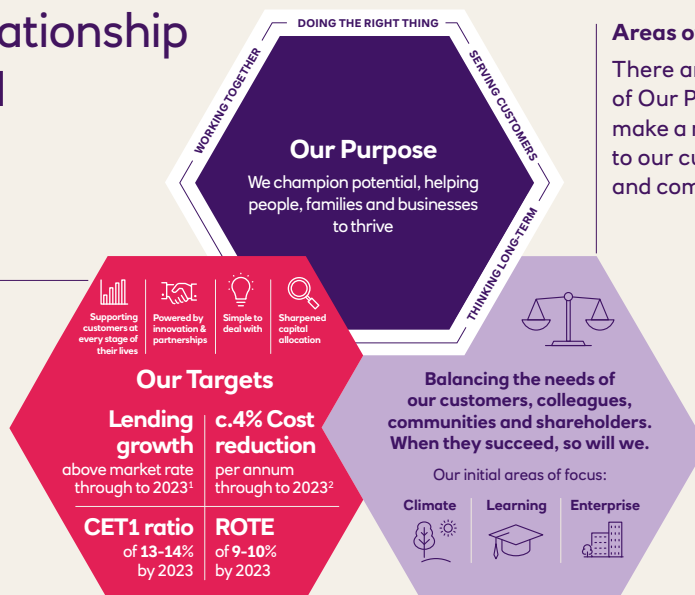 ationship
DOING THE RIGHT THING
WORKING TOGETHER
SERVING CUSTOMERS
THINKING LONG-TERM
Our Purpose
We champion potential, helping
people, families and businesses
to thrive
Areas o
There ar
of Our P
make a
to our cu
and com
Supporting
customers at
every stage of
their lives
Powered by
innovation &
partnerships
Simple to
deal with
Sharpened
capital
allocation
Our Targets
Lending
growth
above market rate
through to 2023¹
c.4% Cost
reduction
per annum
through to 2023²
CET1 ratio
of 13-14%
by 2023
ROTE
of 9-10%
by 2023
Balancing the needs of
our customers, colleagues,
communities and shareholders.
When they succeed, so will we.
Our initial areas of focus:
Climate
Learning
Enterprise